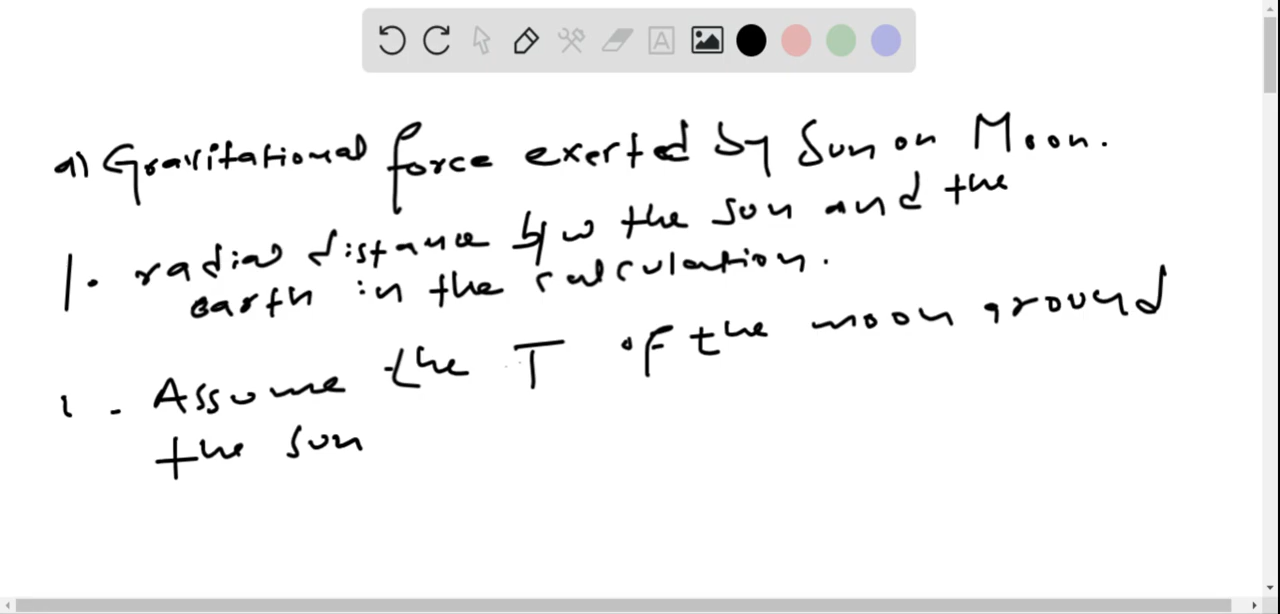 a) Gravitational force exerted by Sun on Moon.
1. radial distance b/w the sun and the
earth in the calculation.
1 - Assume the T of the moon around
the sun
A